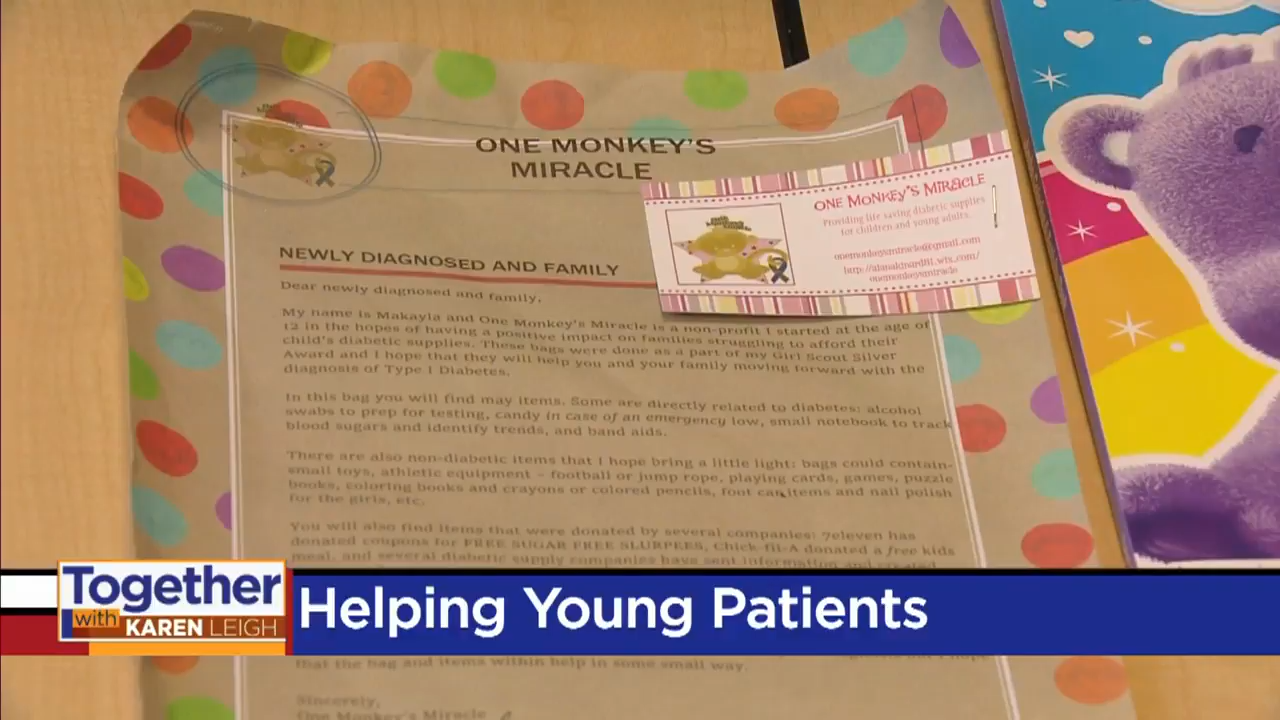 ONE MONKEY'S
MIRACLE
ONE MONKEY'S MIRACLE
Providing life saving diabetic supplies
for children and young adults.
onemonkeysmiracle@gmail.com
onemonkeysmiracle
NEWLY DIAGNOSED AND FAMILY
Dear newly diagnosed and family,
My name is Makayla and One Monkey's Miracle is a non-profit I started at the age of
12 in the hopes of having a positive impact on families struggling to afford their
child's diabetic supplies. These bags were done as a part of my Girl Scout Silver
Award and I hope that they will help you and your family moving forward with the
diagnosis of Type I Diabetes.
In this bag you will find may items. Some are directly related to diabetes: alcohol
swabs to prep for testing, candy in case of an emergency low, small notebook to track
blood sugars and identify trends, and band aids.
There are also non-diabetic items that I hope bring a little light: bags could contain-
small toys, athletic equipment – football or jump rope, playing cards, games, puzzle
books, coloring books and crayons or colored pencils, foot can items and nail polish
for the girls, etc.
You will also find items that were donated by several companies: 7eleven has
donated coupons for FREE SUGAR FREE SLURPEES, Chick-fil-A donated a free kids
meal, and several diabetic supply companies have sent information and created
Together
with KAREN LEIGH
Helping Young Patients
that the bag and items within help in some small way.
Sincerely,
One Monkey's Miracle